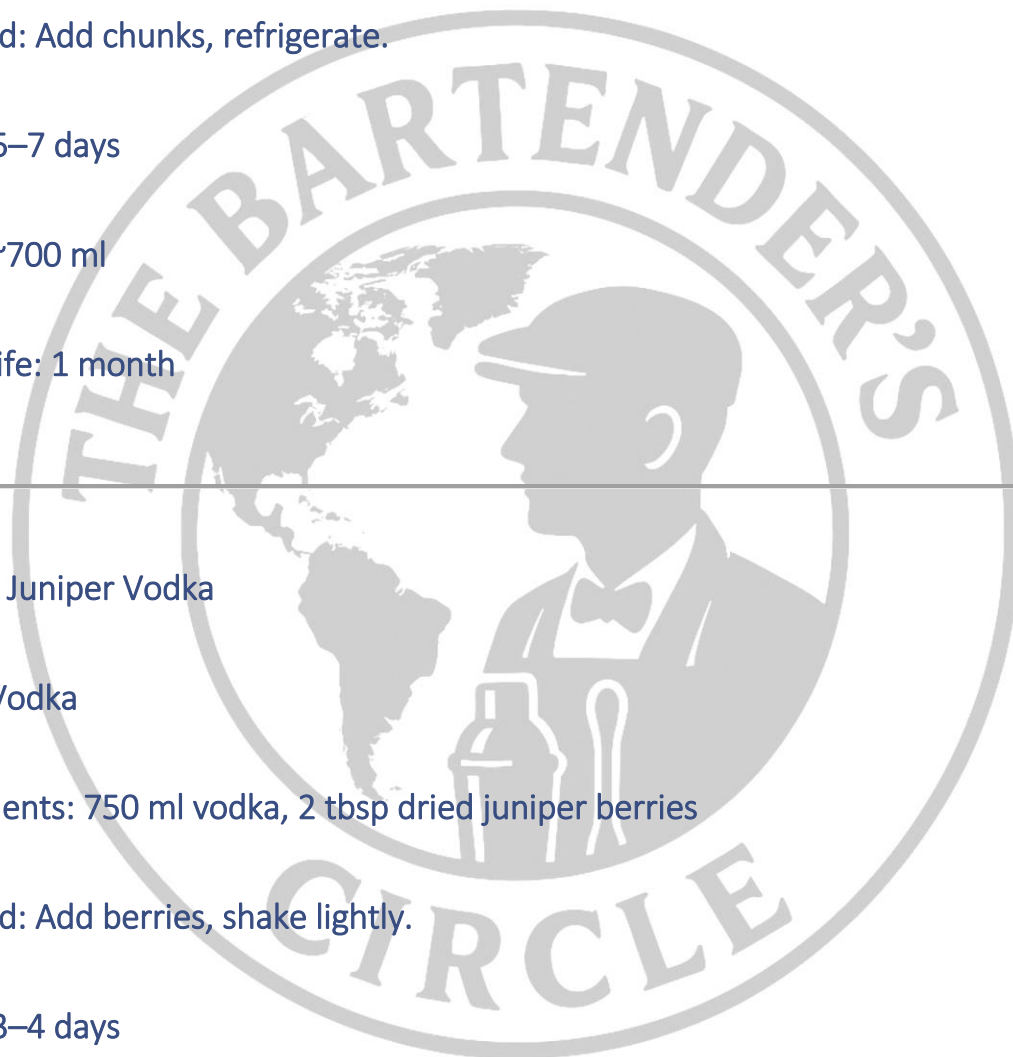 d: Add chunks, refrigerate.
5–7 days
~700 ml
ife: 1 month
Juniper Vodka
Vodka
ents: 750 ml vodka, 2 tbsp dried juniper berries
d: Add berries, shake lightly.
3–4 days
THE BARTENDER'S
CIRCLE